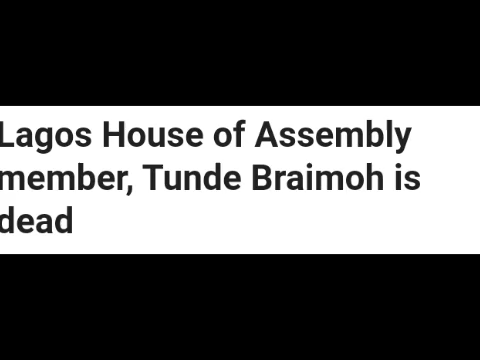 Lagos House of Assembly
member, Tunde Braimoh is
dead